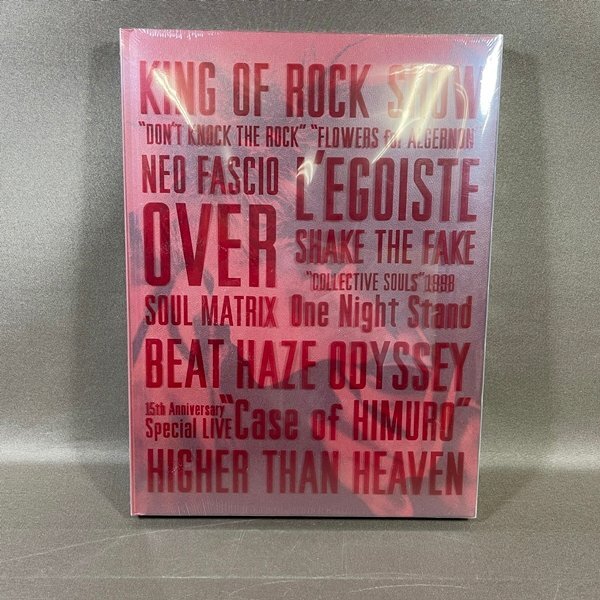 KING OF ROCK SHOW
"DON'T KNOCK THE ROCK" "FLOWERS for ALGERNON
NEO FASCIO
L'EGOISTE
OVER
SHAKE THE FAKE
"COLLECTIVE SOULS" 1998
SOUL MATRIX One Night Stand
BEAT HAZE ODYSSEY
15th Anniversary
Special LIVE "Case of HIMURO"
HIGHER THAN HEAVEN